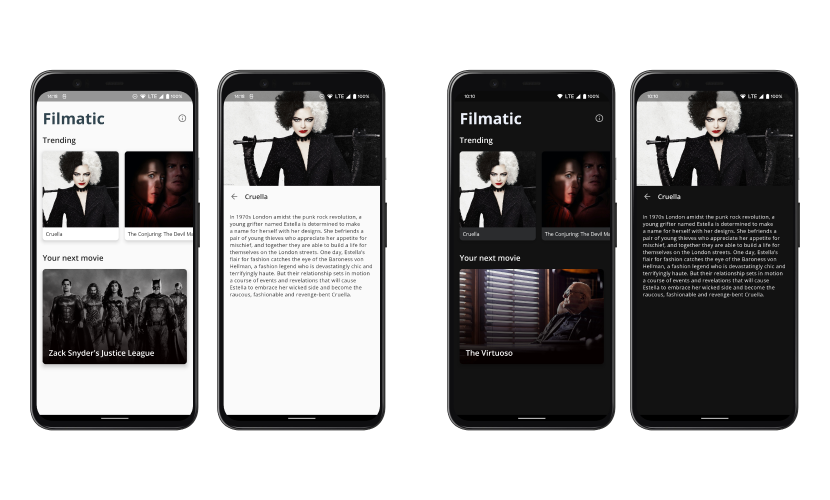 14:18 LTE 100%
Filmatic
Trending
Cruella
The Conjuring: The Devil Ma
Your next movie
Zack Snyder's Justice League
14:18 LTE 100%
Cruella
In 1970s London amidst the punk rock revolution, a
young grifter named Estella is determined to make
a name for herself with her designs. She befriends a
pair of young thieves who appreciate her appetite for
mischief, and together they are able to build a life for
themselves on the London streets. One day, Estella's
flair for fashion catches the eye of the Baroness von
Hellman, a fashion legend who is devastatingly chic and
terrifyingly haute. But their relationship sets in motion
a course of events and revelations that will cause
Estella to embrace her wicked side and become the
raucous, fashionable and revenge-bent Cruella.
10:10 LTE 100%
Filmatic
Trending
Cruella
The Conjuring: The Devil Ma
Your next movie
The Virtuoso
10:10 LTE 100%
Cruella
In 1970s London amidst the punk rock revolution, a
young grifter named Estella is determined to make
a name for herself with her designs. She befriends a
pair of young thieves who appreciate her appetite for
mischief, and together they are able to build a life for
themselves on the London streets. One day, Estella's
flair for fashion catches the eye of the Baroness von
Hellman, a fashion legend who is devastatingly chic and
terrifyingly haute. But their relationship sets in motion
a course of events and revelations that will cause
Estella to embrace her wicked side and become the
raucous, fashionable and revenge-bent Cruella.